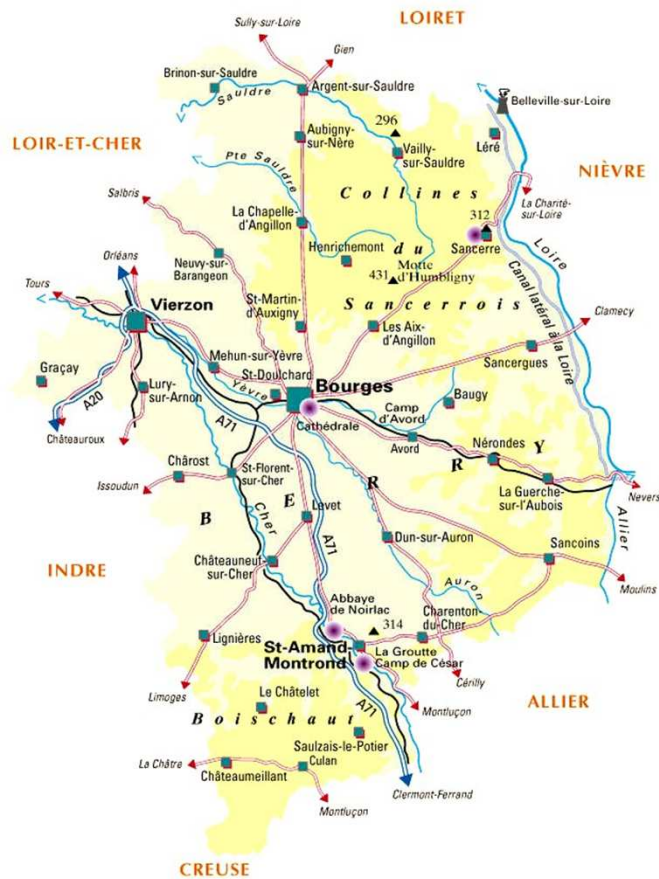 LOIRET
Sully-sur-Loire
Gien
Brinon-sur-Sauldre
Sauldre
Argent-sur-Sauldre
Belleville-sur-Loire
296
Aubigny-
sur-Nère
Léré
LOIR-ET-CHER
Vailly-
sur-Sauldre
NIÈVRE
Pte Sauldre
Collines
Salbris
La Charité-
sur-Loire
La Chapelle-
d'Angillon
312
Henrichemont
du
Sancerre
Loire
Orléans
Neuvy-sur-
Barangeon
431
Motte
d'Humbligny
Canal latéral à la Loire
Tours
Vierzon
St-Martin-
d'Auxigny
Sancerrois
Clamecy
Les Aix-
d'Angillon
Mehun-sur-Yèvre
Sancergues
Graçay
St-Doulchard
Yèvre
Bourges
A20
Lury-
sur-Arnon
Baugy
Châteauroux
A71
Cathédrale
Camp
d'Avord
Avord
Nérondes
Y
R
Chârost
St-Florent-
sur-Cher
Issoudun
La Guerche-
sur-l'Aubois
Nevers
B
Cher
E
R
Levet
Allier
A71
Dun-sur-Auron
Sancoins
INDRE
Châteauneuf-
sur-Cher
Auron
Moulins
Abbaye
de Noirlac
314
Charenton-
du-Cher
Lignières
St-Amand-
Montrond
La Groutte
Camp de César
Cérilly
Limoges
ALLIER
Le Châtelet
A71
Montluçon
Boischaut
Saulzais-le-Potier
La Châtre
Culan
Châteaumeillant
Clermont-Ferrand
Montluçon
CREUSE